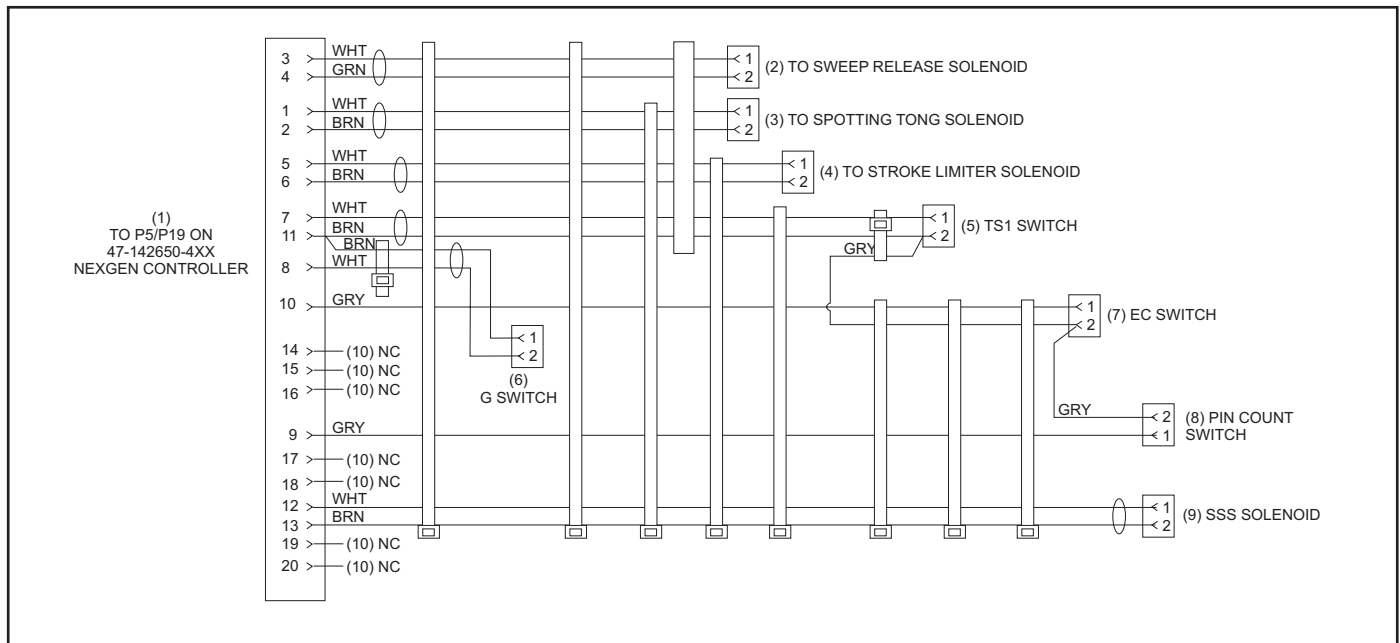 (1)
TO P5/P19 ON
47-142650-4XX
NEXGEN CONTROLLER
3 WHT 1
4 GRN 2
(2) TO SWEEP RELEASE SOLENOID
1 WHT 1
2 BRN 2
(3) TO SPOTTING TONG SOLENOID
5 WHT 1
6 BRN 2
(4) TO STROKE LIMITER SOLENOID
7 WHT 1
11 BRN 2
(5) TS1 SWITCH
BRN
GRY
8 WHT
10 GRY 1
2
(7) EC SWITCH
1
2
(6)
G SWITCH
14 (10) NC
15 (10) NC
16 (10) NC
GRY 2
(8) PIN COUNT
SWITCH
9 GRY 1
17 (10) NC
18 (10) NC
12 WHT 1
13 BRN 2
(9) SSS SOLENOID
19 (10) NC
20 (10) NC